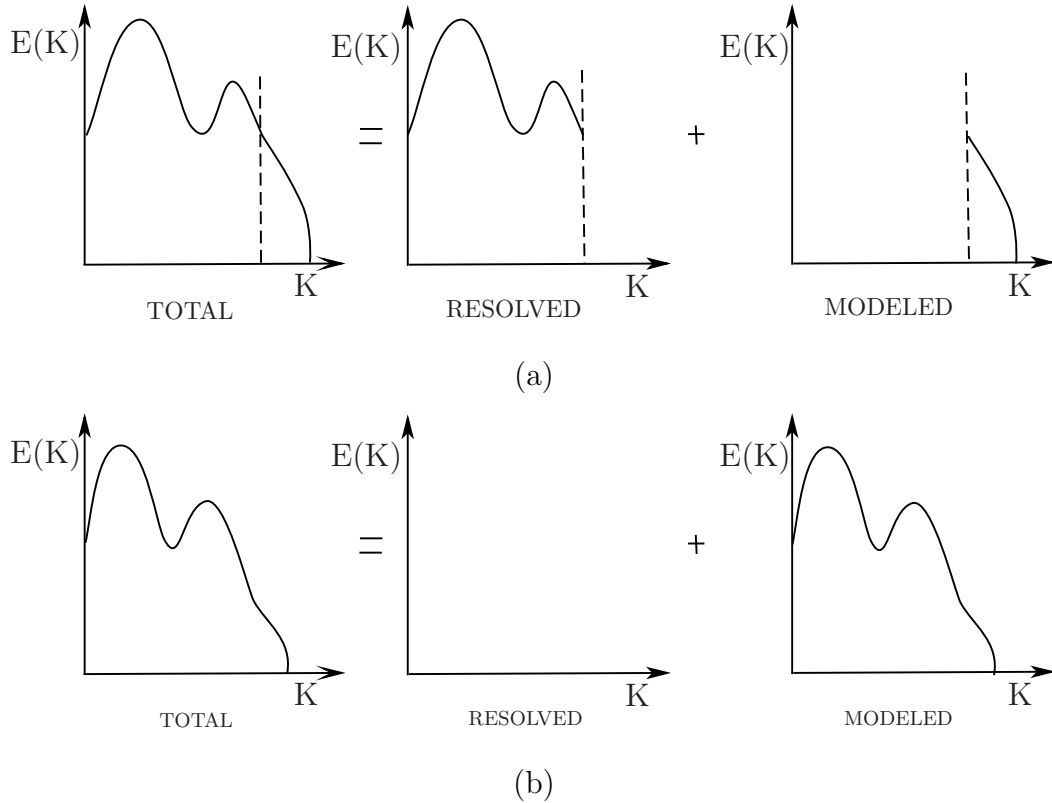 E(K) = E(K) + E(K)
K K K
TOTAL RESOLVED MODELED
(a)
E(K) = E(K) + E(K)
K K K
TOTAL RESOLVED MODELED
(b)